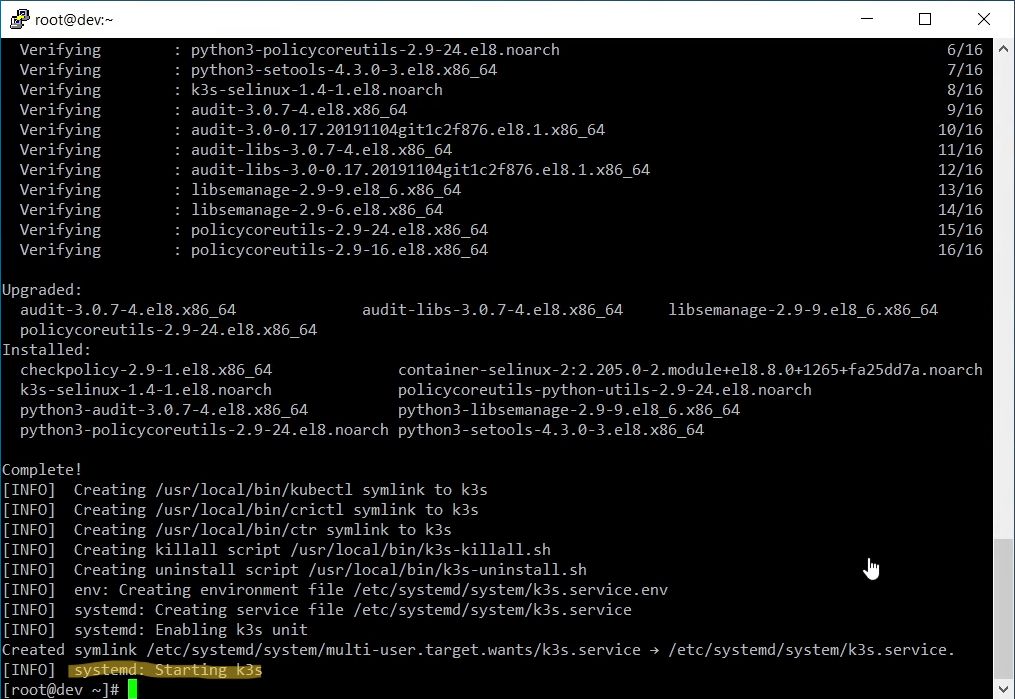 root@dev:~
Verifying : python3-policycoreutils-2.9-24.el8.noarch 6/16
Verifying : python3-setools-4.3.0-3.el8.x86_64 7/16
Verifying : k3s-selinux-1.4-1.el8.noarch 8/16
Verifying : audit-3.0.7-4.el8.x86_64 9/16
Verifying : audit-3.0-0.17.20191104git1c2f876.el8.1.x86_64 10/16
Verifying : audit-libs-3.0.7-4.el8.x86_64 11/16
Verifying : audit-libs-3.0-0.17.20191104git1c2f876.el8.1.x86_64 12/16
Verifying : libsemanage-2.9-9.el8_6.x86_64 13/16
Verifying : libsemanage-2.9-6.el8.x86_64 14/16
Verifying : policycoreutils-2.9-24.el8.x86_64 15/16
Verifying : policycoreutils-2.9-16.el8.x86_64 16/16
Upgraded:
audit-3.0.7-4.el8.x86_64 audit-libs-3.0.7-4.el8.x86_64 libsemanage-2.9-9.el8_6.x86_64
policycoreutils-2.9-24.el8.x86_64
Installed:
checkpolicy-2.9-1.el8.x86_64 container-selinux-2:2.205.0-2.module+el8.8.0+1265+fa25dd7a.noarch
k3s-selinux-1.4-1.el8.noarch policycoreutils-python-utils-2.9-24.el8.noarch
python3-audit-3.0.7-4.el8.x86_64 python3-libsemanage-2.9-9.el8_6.x86_64
python3-policycoreutils-2.9-24.el8.noarch python3-setools-4.3.0-3.el8.x86_64
Complete!
[INFO] Creating /usr/local/bin/kubectl symlink to k3s
[INFO] Creating /usr/local/bin/crictl symlink to k3s
[INFO] Creating /usr/local/bin/ctr symlink to k3s
[INFO] Creating killall script /usr/local/bin/k3s-killall.sh
[INFO] Creating uninstall script /usr/local/bin/k3s-uninstall.sh
[INFO] env: Creating environment file /etc/systemd/system/k3s.service.env
[INFO] systemd: Creating service file /etc/systemd/system/k3s.service
[INFO] systemd: Enabling k3s unit
Created symlink /etc/systemd/system/multi-user.target.wants/k3s.service → /etc/systemd/system/k3s.service.
[INFO] systemd: Starting k3s
[root@dev ~]#